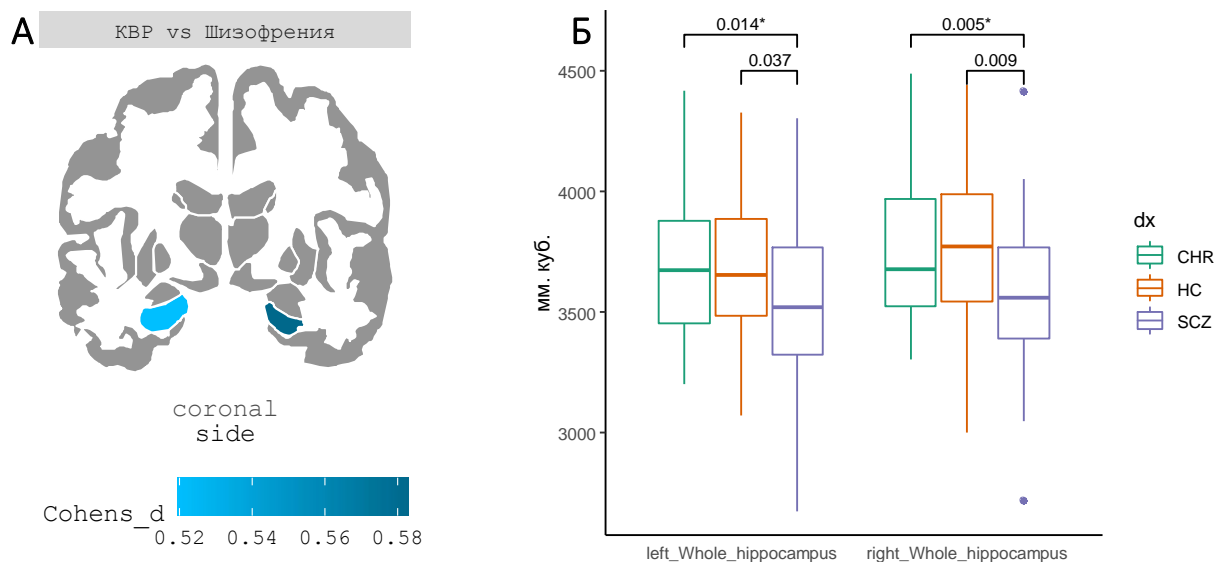 А
КВР vs Шизофрения
coronal
side
Cohens_d
0.52 0.54 0.56 0.58
Б
0.014*
0.037
0.005*
0.009
4500
4000
3500
3000
мм. куб.
left_Whole_hippocampus
right_Whole_hippocampus
dx
CHR
HC
SCZ